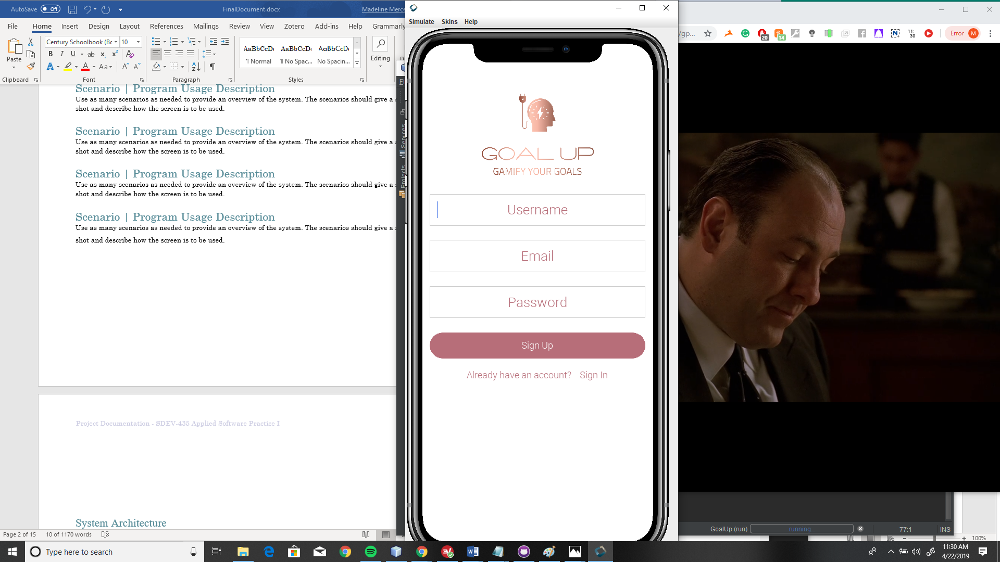 AutoSave Off FinalDocument.docx Madeline Merce
File Home Insert Design Layout References Mailings Review View Zotero Add-ins Help Grammarly
Paste
Century Schoolbook (Bc 10
AaBbCcDc AaBbCcDc AaBbCcDc
¶ Normal ¶ No Spac... No Spacin...
Editing
Clipboard Font Paragraph Styles
Scenario | Program Usage Description
Use as many scenarios as needed to provide an overview of the system. The scenarios should give a s
shot and describe how the screen is to be used.
Scenario | Program Usage Description
Use as many scenarios as needed to provide an overview of the system. The scenarios should give a s
shot and describe how the screen is to be used.
Scenario | Program Usage Description
Use as many scenarios as needed to provide an overview of the system. The scenarios should give a s
shot and describe how the screen is to be used.
Scenario | Program Usage Description
Use as many scenarios as needed to provide an overview of the system. The scenarios should give a s
shot and describe how the screen is to be used.
Project Documentation - SDEV-435 Applied Software Practice I
System Architecture
Page 2 of 15 10 of 1170 words
Services
Projects
Simulate Skins Help
GOAL UP
GAMIFY YOUR GOALS
Username
Email
Password
Sign Up
Already have an account? Sign In
/gp...
20
14
11:
30
Error M
GoalUp (run) running... 77:1 INS
100%
Type here to search
11:30 AM
4/22/2019